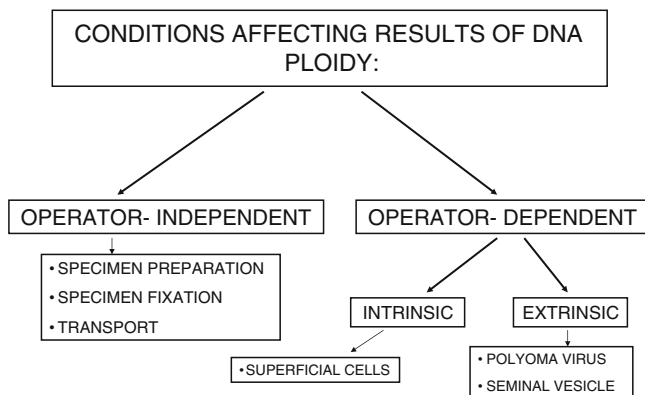 CONDITIONS AFFECTING RESULTS OF DNA
PLOIDY:
OPERATOR- INDEPENDENT
OPERATOR- DEPENDENT
• SPECIMEN PREPARATION
• SPECIMEN FIXATION
• TRANSPORT
INTRINSIC
EXTRINSIC
•SUPERFICIAL CELLS
• POLYOMA VIRUS
• SEMINAL VESICLE